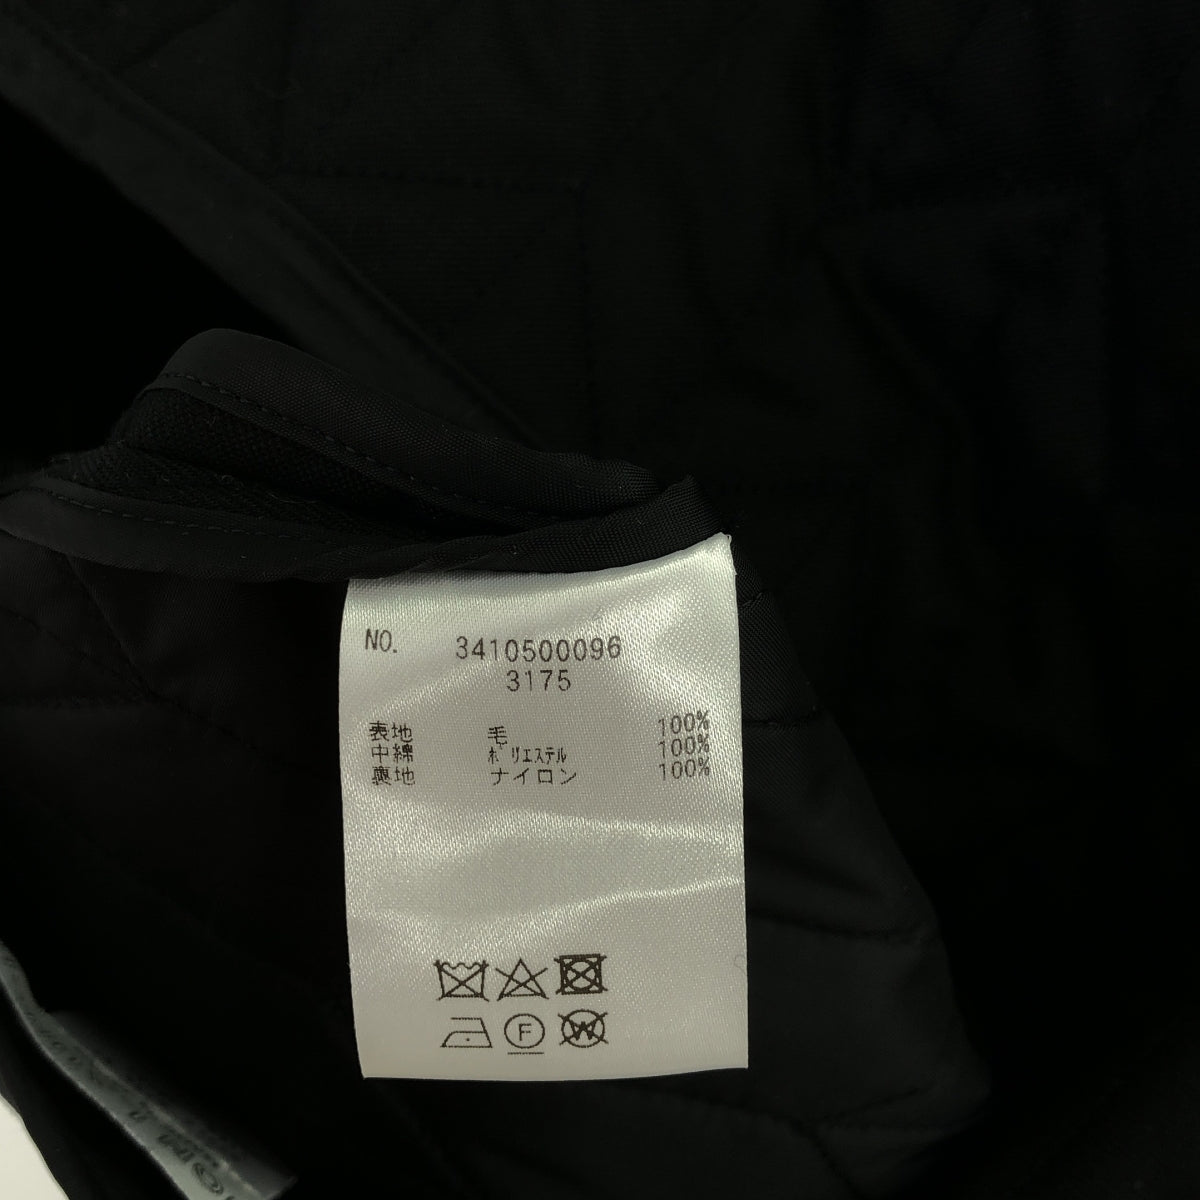 NO. 3410500096
3175
表地 毛 100%
中綿 ポリエステル 100%
裏地 ナイロン 100%
F
W